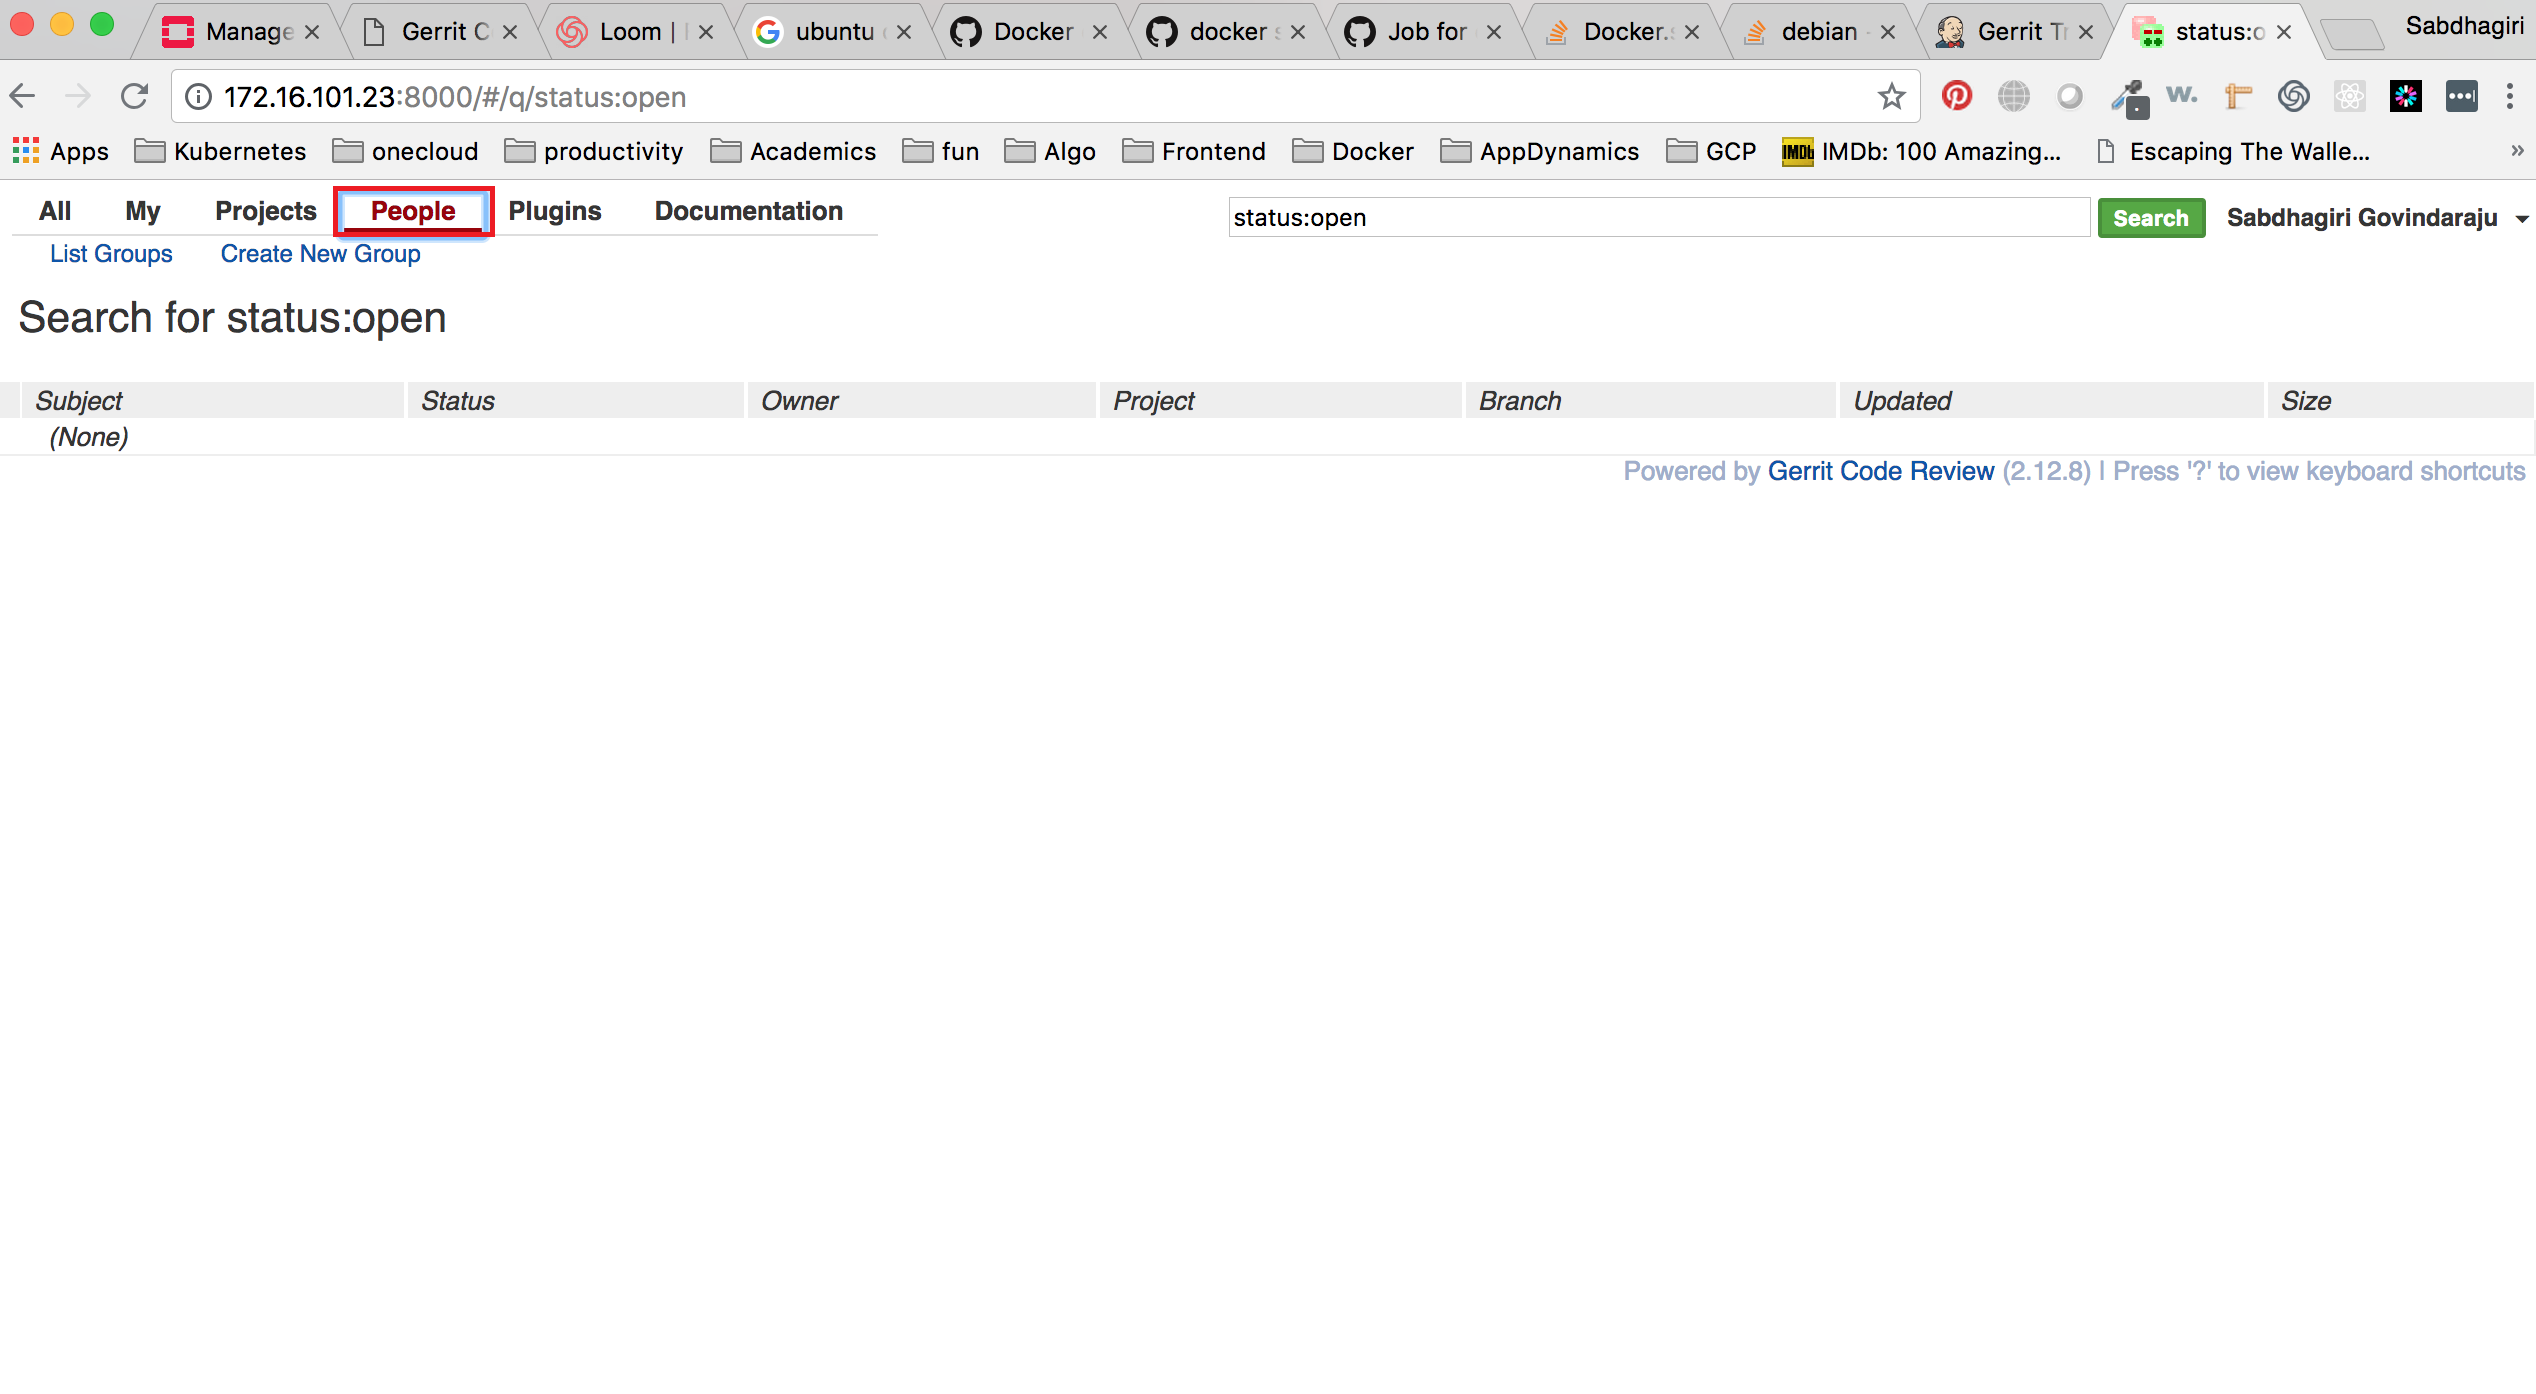 Manage Gerrit C Loom | ubuntu Docker docker Job for Docker. debian Gerrit Tr status:o Sabdhagiri
172.16.101.23:8000/#/q/status:open
w.
Apps Kubernetes onecloud productivity Academics fun Algo Frontend Docker AppDynamics GCP IMDb IMDb: 100 Amazing... Escaping The Walle... »
All My Projects People Plugins Documentation status:open Search Sabdhagiri Govindaraju
List Groups Create New Group
Search for status:open
Subject Status Owner Project Branch Updated Size
(None)
Powered by Gerrit Code Review (2.12.8) | Press '?' to view keyboard shortcuts